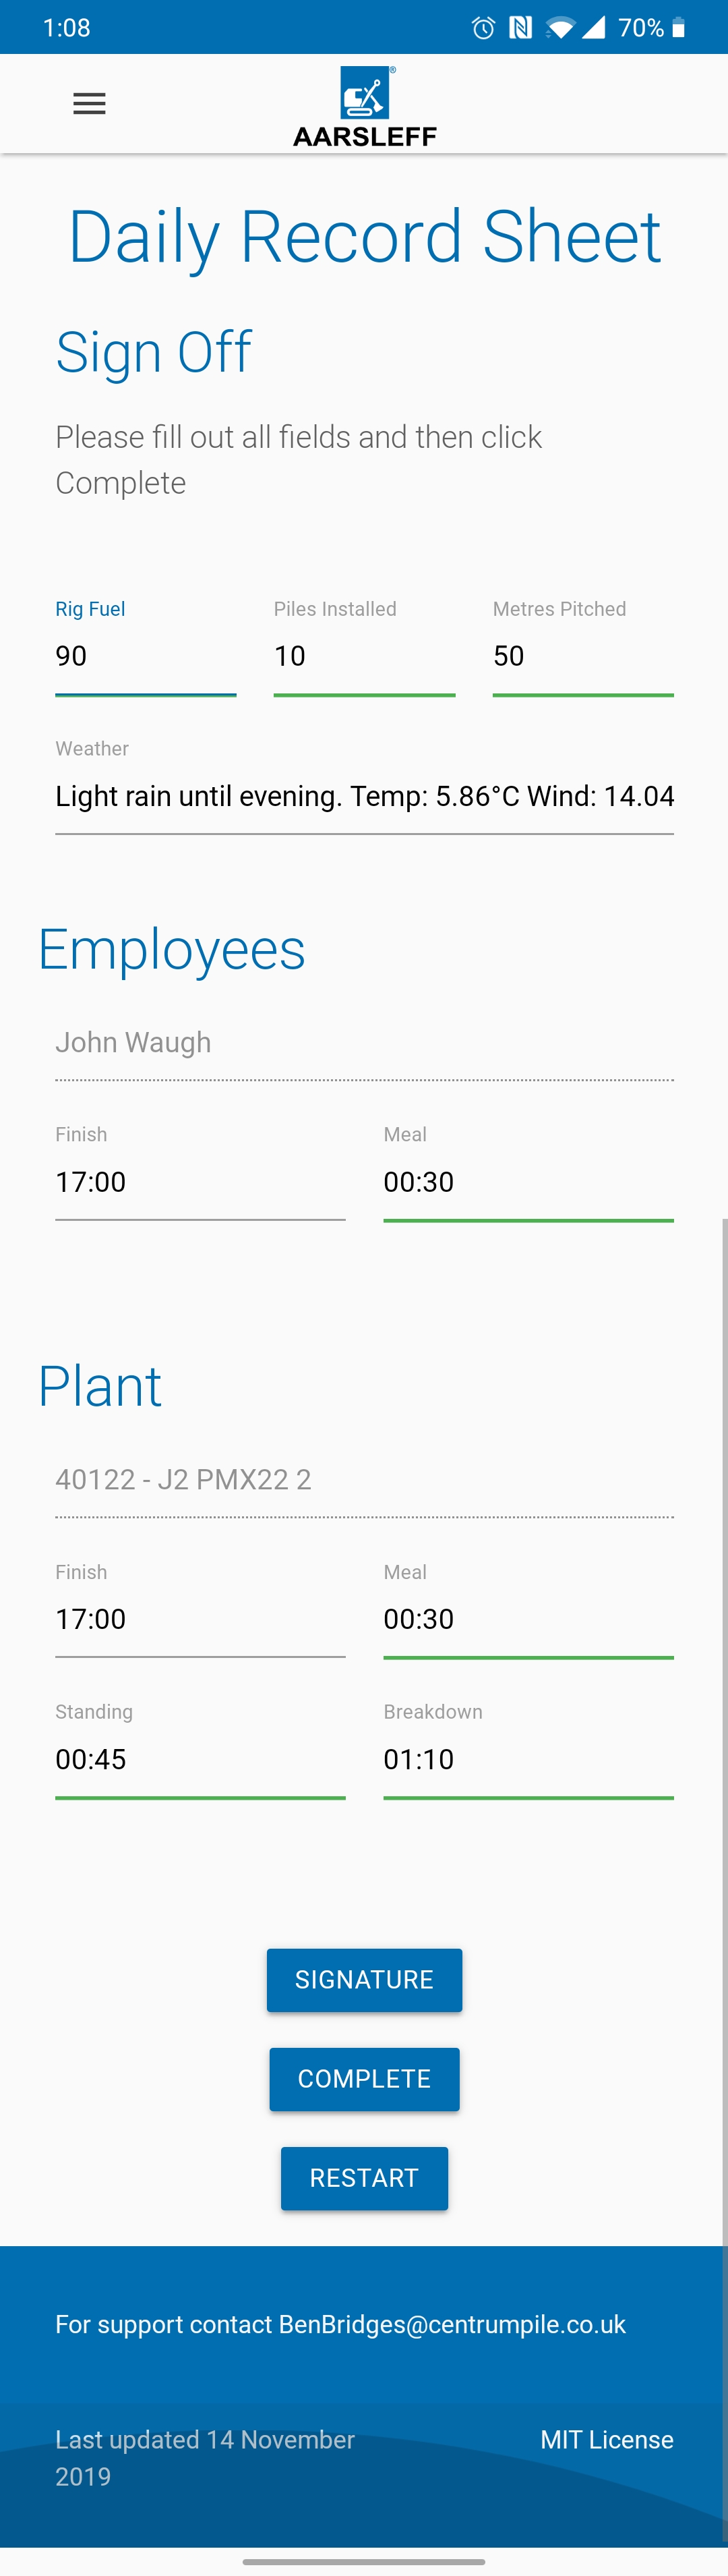 1:08
70%
AARSLEFF
®
Daily Record Sheet
Sign Off
Please fill out all fields and then click
Complete
Rig Fuel Piles Installed Metres Pitched
90 10 50
Weather
Light rain until evening. Temp: 5.86°C Wind: 14.04
Employees
John Waugh
Finish Meal
17:00 00:30
Plant
40122 - J2 PMX22 2
Finish Meal
17:00 00:30
Standing Breakdown
00:45 01:10
SIGNATURE
COMPLETE
RESTART
For support contact BenBridges@centrumpile.co.uk
Last updated 14 November MIT License
2019